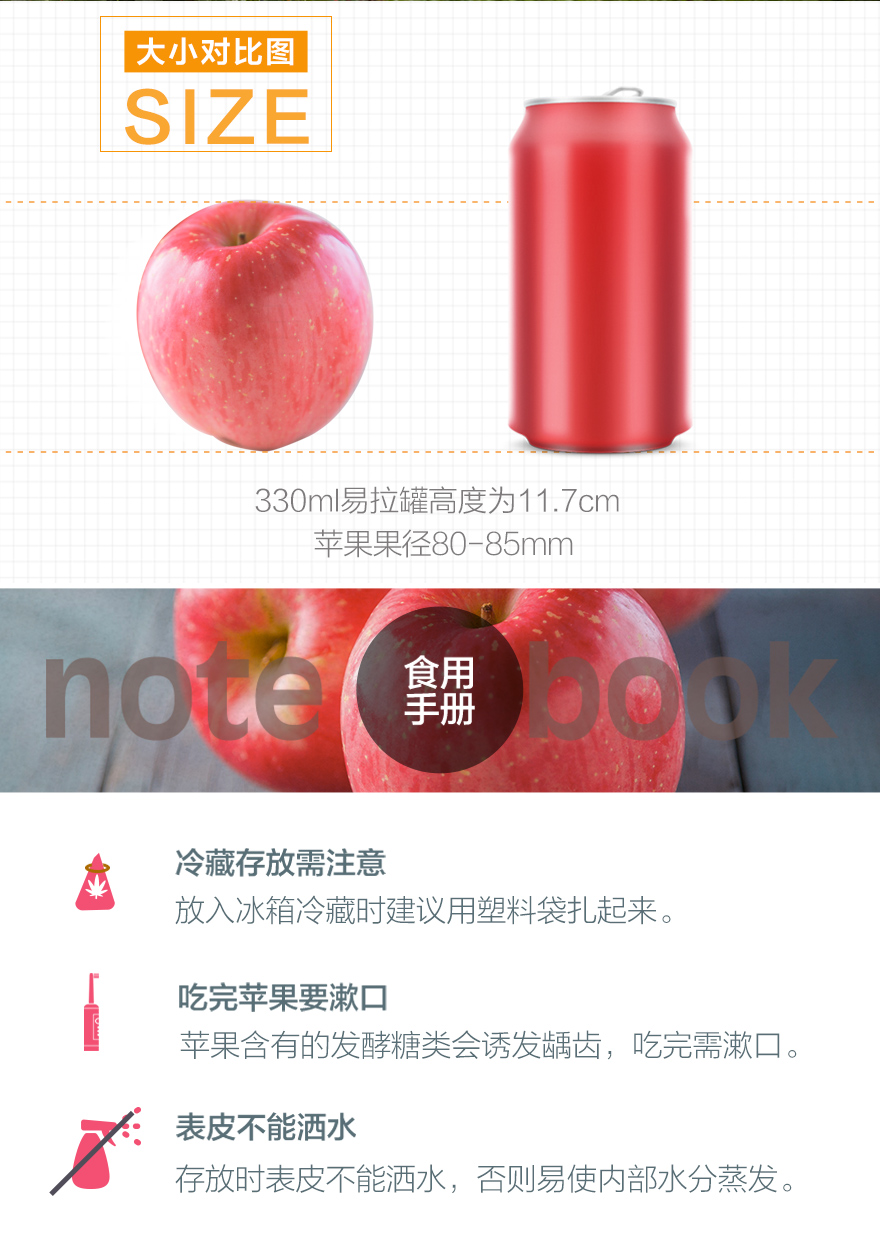 大小对比图
SIZE
330ml易拉罐高度为11.7cm
苹果果径80-85mm
note book
食用
手册
冷藏存放需注意
放入冰箱冷藏时建议用塑料袋扎起来。
吃完苹果要漱口
苹果含有的发酵糖类会诱发龋齿，吃完需漱口。
表皮不能洒水
存放时表皮不能洒水，否则易使内部水分蒸发。